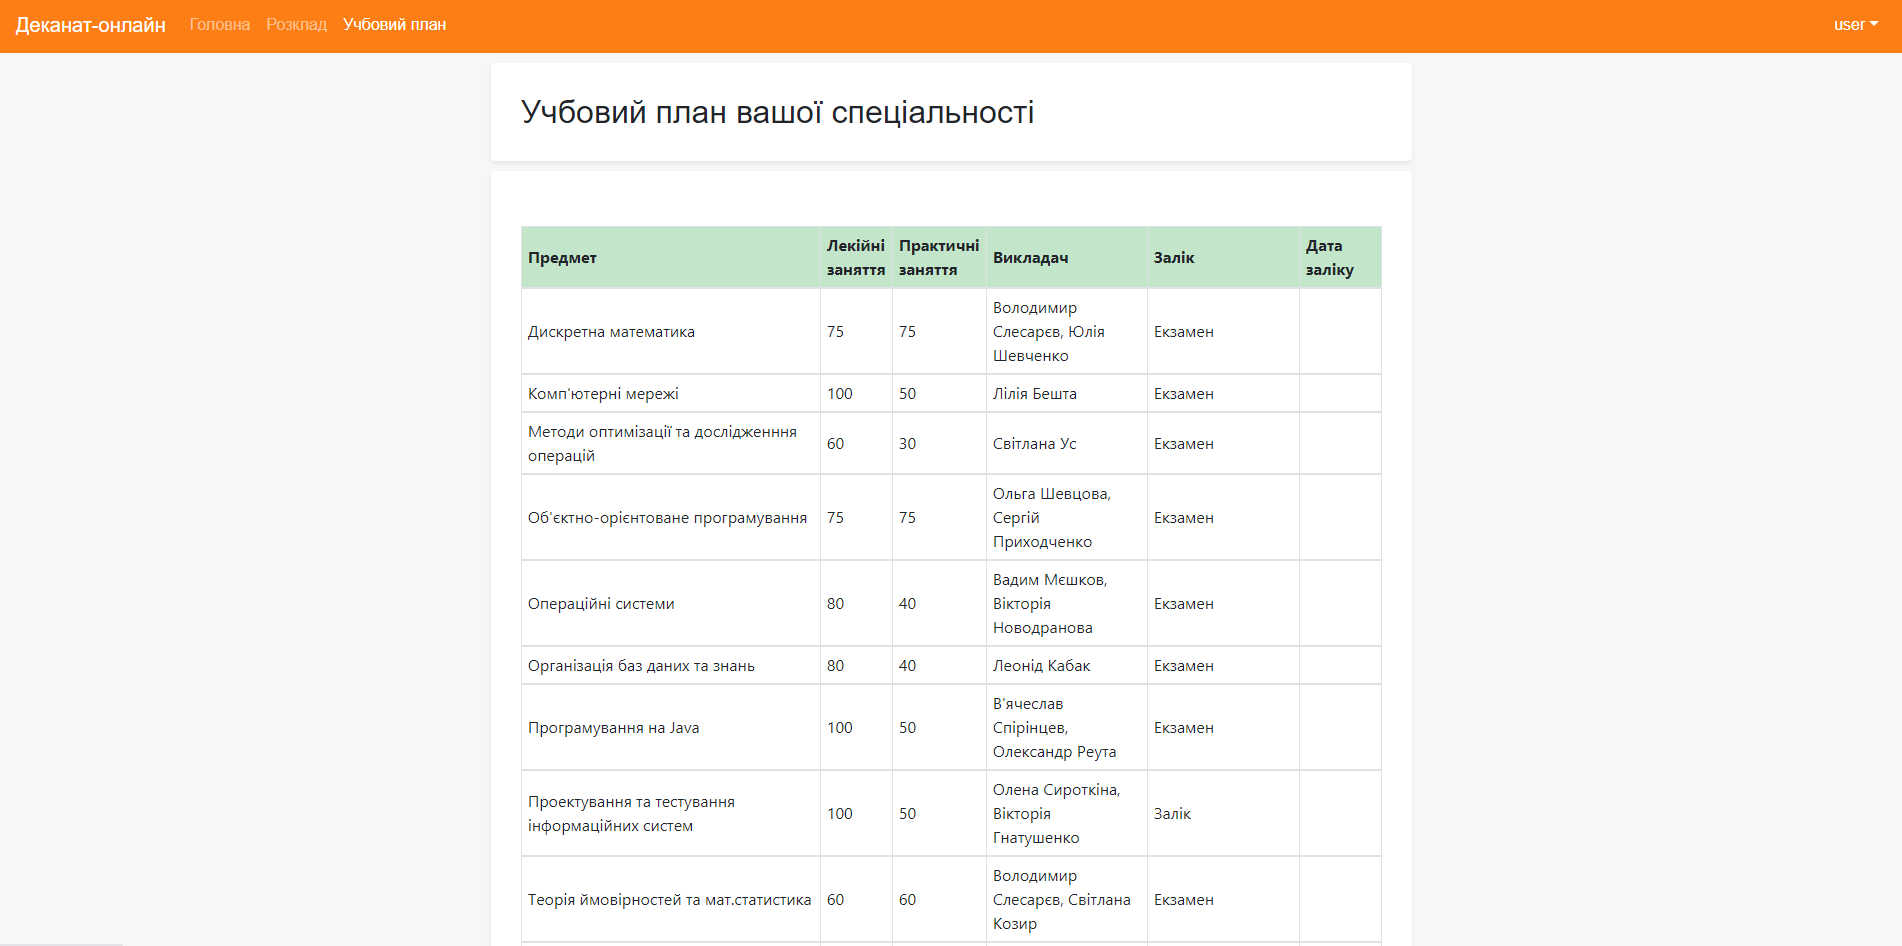 Деканат-онлайн Головна Розклад Учбовий план user
Учбовий план вашої спеціальності
Предмет Лекійні заняття Практичні заняття Викладач Залік Дата заліку
Дискретна математика 75 75 Володимир Слесарєв, Юлія Шевченко Екзамен
Комп'ютерні мережі 100 50 Лілія Бешта Екзамен
Методи оптимізації та дослідженння операцій 60 30 Світлана Ус Екзамен
Об'єктно-орієнтоване програмування 75 75 Ольга Шевцова, Сергій Приходченко Екзамен
Операційні системи 80 40 Вадим Мєшков, Вікторія Новодранова Екзамен
Організація баз даних та знань 80 40 Леонід Кабак Екзамен
Програмування на Java 100 50 В'ячеслав Спірінцев, Олександр Реута Екзамен
Проектування та тестування інформаційних систем 100 50 Олена Сироткіна, Вікторія Гнатушенко Залік
Теорія ймовірностей та мат.статистика 60 60 Володимир Слесарєв, Світлана Козир Екзамен